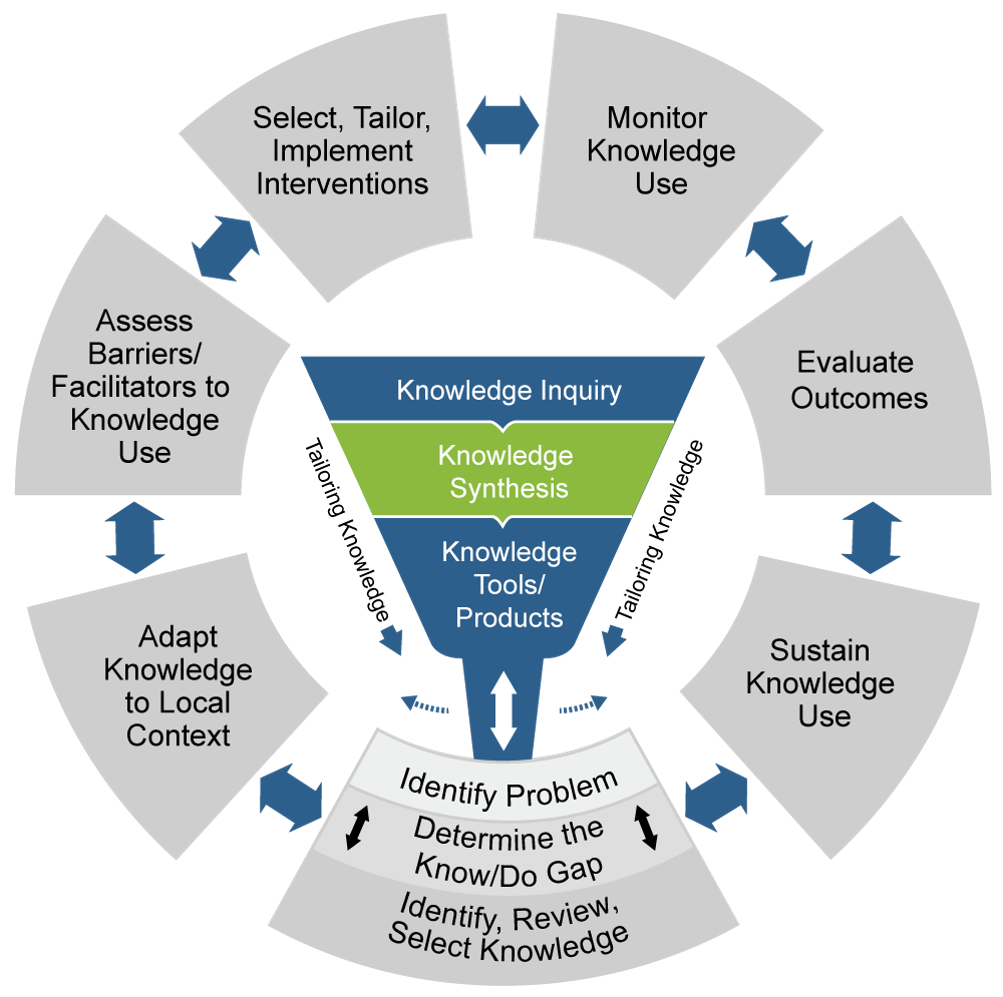 Select, Tailor,
Implement
Interventions
Monitor
Knowledge
Use
Assess
Barriers/
Facilitators to
Knowledge
Use
Evaluate
Outcomes
Knowledge Inquiry
Knowledge
Synthesis
Knowledge
Tools/
Products
Tailoring Knowledge
Tailoring Knowledge
Adapt
Knowledge
to Local
Context
Sustain
Knowledge
Use
Identify Problem
Determine the
Know/Do Gap
Identify, Review,
Select Knowledge